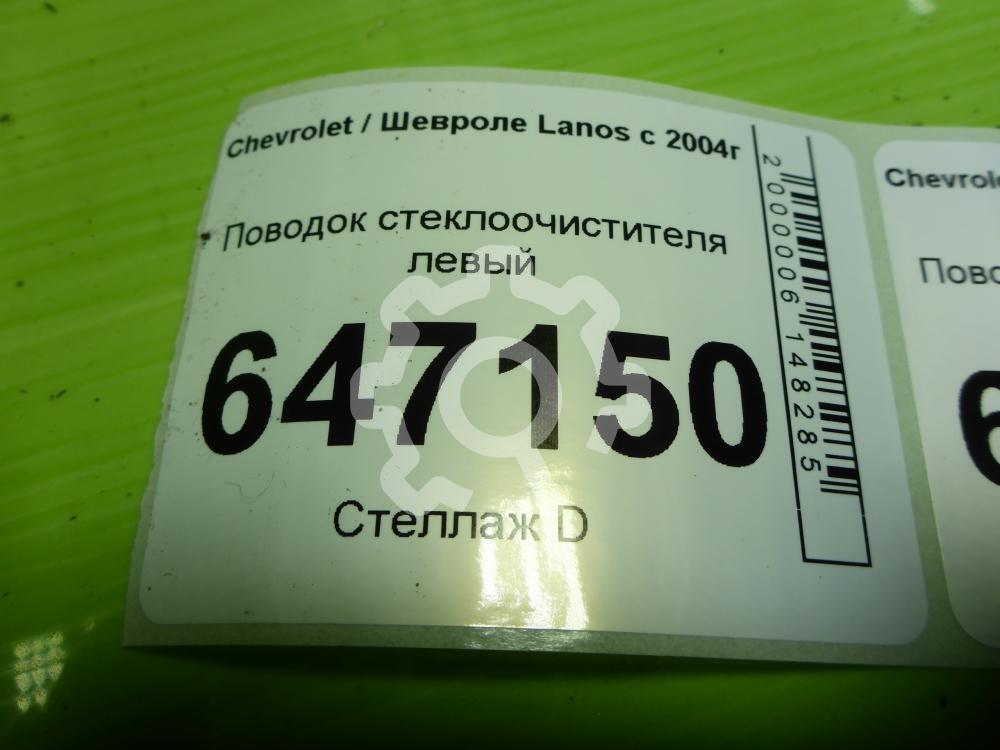 Chevrolet / Шевроле Lanos с 2004г
Поводок стеклоочистителя
левый
647150
Стеллаж D
2000006148285
Chevrol
Пово
6